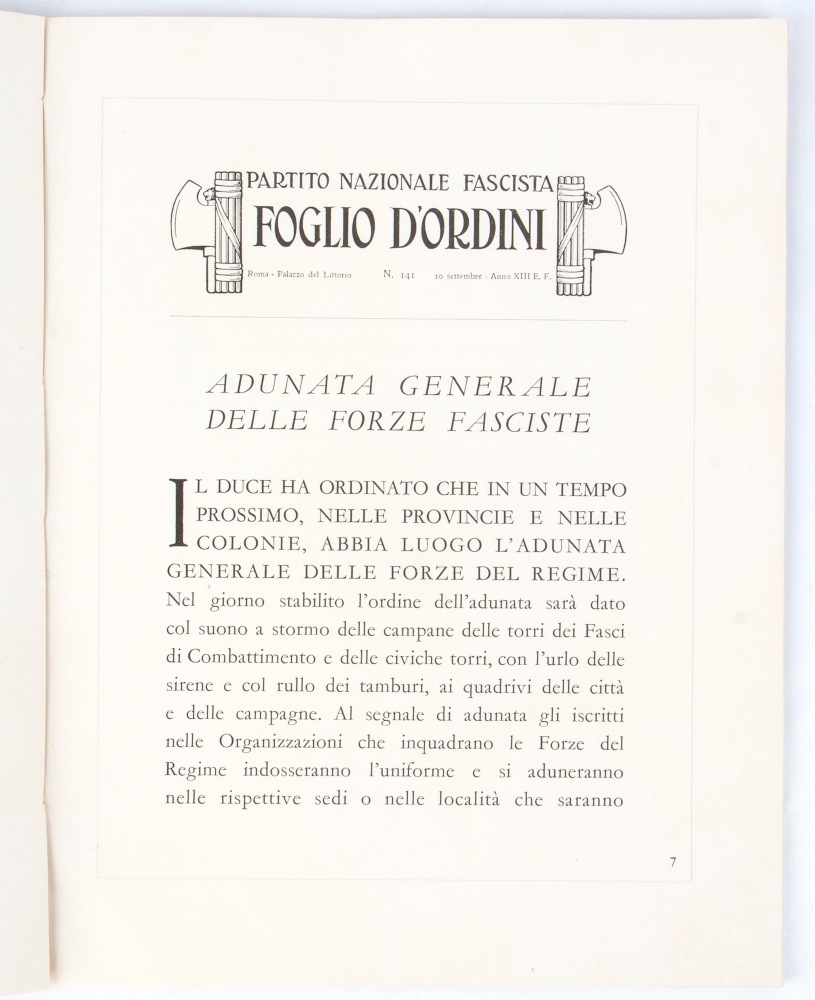 PARTITO NAZIONALE FASCISTA
FOGLIO D'ORDINI
Roma - Palazzo del Littorio N. 141 10 settembre - Anno XIII E. F.
ADUNATA GENERALE
DELLE FORZE FASCISTE
IL DUCE HA ORDINATO CHE IN UN TEMPO
PROSSIMO, NELLE PROVINCIE E NELLE
COLONIE, ABBIA LUOGO L'ADUNATA
GENERALE DELLE FORZE DEL REGIME.
Nel giorno stabilito l'ordine dell'adunata sarà dato
col suono a stormo delle campane delle torri dei Fasci
di Combattimento e delle civiche torri, con l'urlo delle
sirene e col rullo dei tamburi, ai quadrivi delle città
e delle campagne. Al segnale di adunata gli iscritti
nelle Organizzazioni che inquadrano le Forze del
Regime indosseranno l'uniforme e si aduneranno
nelle rispettive sedi o nelle località che saranno
7